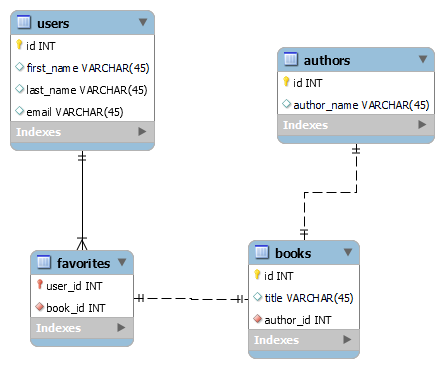 users
id INT
first_name VARCHAR(45)
last_name VARCHAR(45)
email VARCHAR(45)
Indexes
authors
id INT
author_name VARCHAR(45)
Indexes
favorites
user_id INT
book_id INT
Indexes
books
id INT
title VARCHAR(45)
author_id INT
Indexes